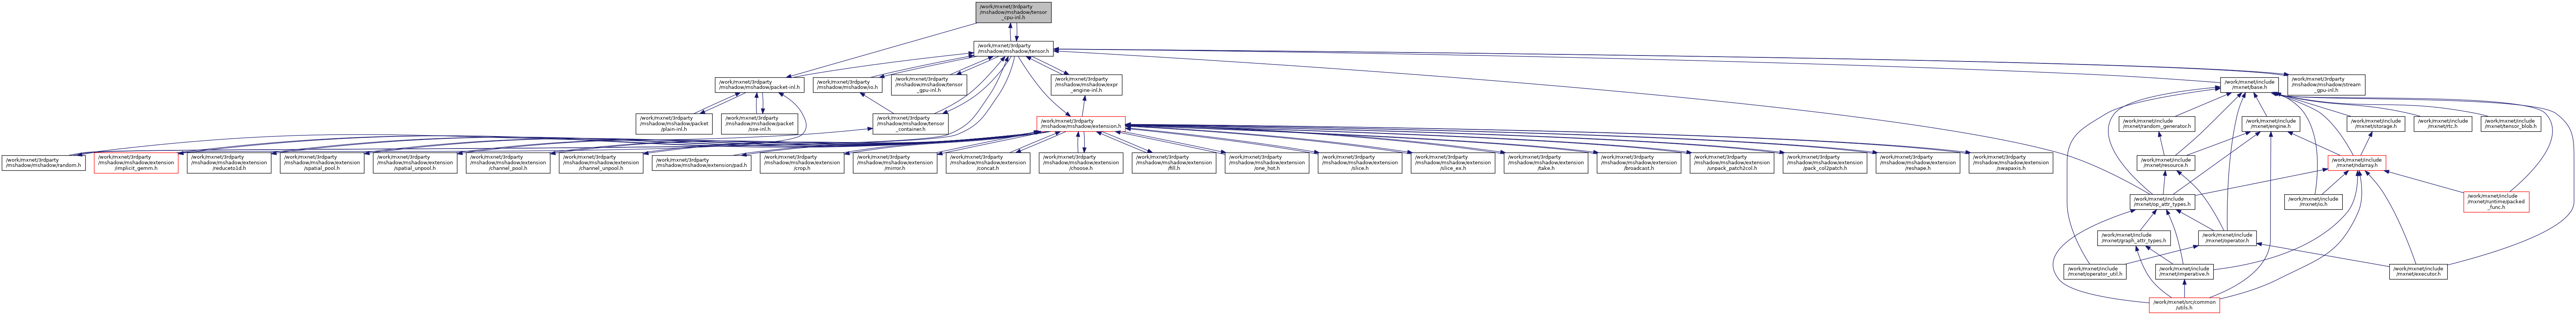 /work/mxnet/3rdparty
/mshadow/mshadow/tensor
_cpu-inl.h
/work/mxnet/3rdparty
/mshadow/mshadow/tensor.h
/work/mxnet/3rdparty
/mshadow/mshadow/packet-inl.h
/work/mxnet/3rdparty
/mshadow/mshadow/io.h
/work/mxnet/3rdparty
/mshadow/mshadow/tensor
_gpu-inl.h
/work/mxnet/3rdparty
/mshadow/mshadow/expr
_engine-inl.h
/work/mxnet/include
/mxnet/base.h
/work/mxnet/3rdparty
/mshadow/mshadow/stream
_gpu-inl.h
/work/mxnet/3rdparty
/mshadow/mshadow/packet
/plain-inl.h
/work/mxnet/3rdparty
/mshadow/mshadow/packet
/sse-inl.h
/work/mxnet/3rdparty
/mshadow/mshadow/tensor
_container.h
/work/mxnet/3rdparty
/mshadow/mshadow/extension.h
/work/mxnet/include
/mxnet/random_generator.h
/work/mxnet/include
/mxnet/engine.h
/work/mxnet/include
/mxnet/storage.h
/work/mxnet/include
/mxnet/rtc.h
/work/mxnet/include
/mxnet/tensor_blob.h
/work/mxnet/3rdparty
/mshadow/mshadow/random.h
/work/mxnet/3rdparty
/mshadow/mshadow/extension
/implicit_gemm.h
/work/mxnet/3rdparty
/mshadow/mshadow/extension
/reduceto1d.h
/work/mxnet/3rdparty
/mshadow/mshadow/extension
/spatial_pool.h
/work/mxnet/3rdparty
/mshadow/mshadow/extension
/spatial_unpool.h
/work/mxnet/3rdparty
/mshadow/mshadow/extension
/channel_pool.h
/work/mxnet/3rdparty
/mshadow/mshadow/extension
/channel_unpool.h
/work/mxnet/3rdparty
/mshadow/mshadow/extension/pad.h
/work/mxnet/3rdparty
/mshadow/mshadow/extension
/crop.h
/work/mxnet/3rdparty
/mshadow/mshadow/extension
/mirror.h
/work/mxnet/3rdparty
/mshadow/mshadow/extension
/concat.h
/work/mxnet/3rdparty
/mshadow/mshadow/extension
/choose.h
/work/mxnet/3rdparty
/mshadow/mshadow/extension
/fill.h
/work/mxnet/3rdparty
/mshadow/mshadow/extension
/one_hot.h
/work/mxnet/3rdparty
/mshadow/mshadow/extension
/slice.h
/work/mxnet/3rdparty
/mshadow/mshadow/extension
/slice_ex.h
/work/mxnet/3rdparty
/mshadow/mshadow/extension
/take.h
/work/mxnet/3rdparty
/mshadow/mshadow/extension
/broadcast.h
/work/mxnet/3rdparty
/mshadow/mshadow/extension
/unpack_patch2col.h
/work/mxnet/3rdparty
/mshadow/mshadow/extension
/pack_col2patch.h
/work/mxnet/3rdparty
/mshadow/mshadow/extension
/reshape.h
/work/mxnet/3rdparty
/mshadow/mshadow/extension
/swapaxis.h
/work/mxnet/include
/mxnet/resource.h
/work/mxnet/include
/mxnet/ndarray.h
/work/mxnet/include
/mxnet/op_attr_types.h
/work/mxnet/include
/mxnet/io.h
/work/mxnet/include
/mxnet/runtime/packed
_func.h
/work/mxnet/include
/mxnet/graph_attr_types.h
/work/mxnet/include
/mxnet/operator.h
/work/mxnet/include
/mxnet/operator_util.h
/work/mxnet/include
/mxnet/imperative.h
/work/mxnet/include
/mxnet/executor.h
/work/mxnet/src/common
/utils.h